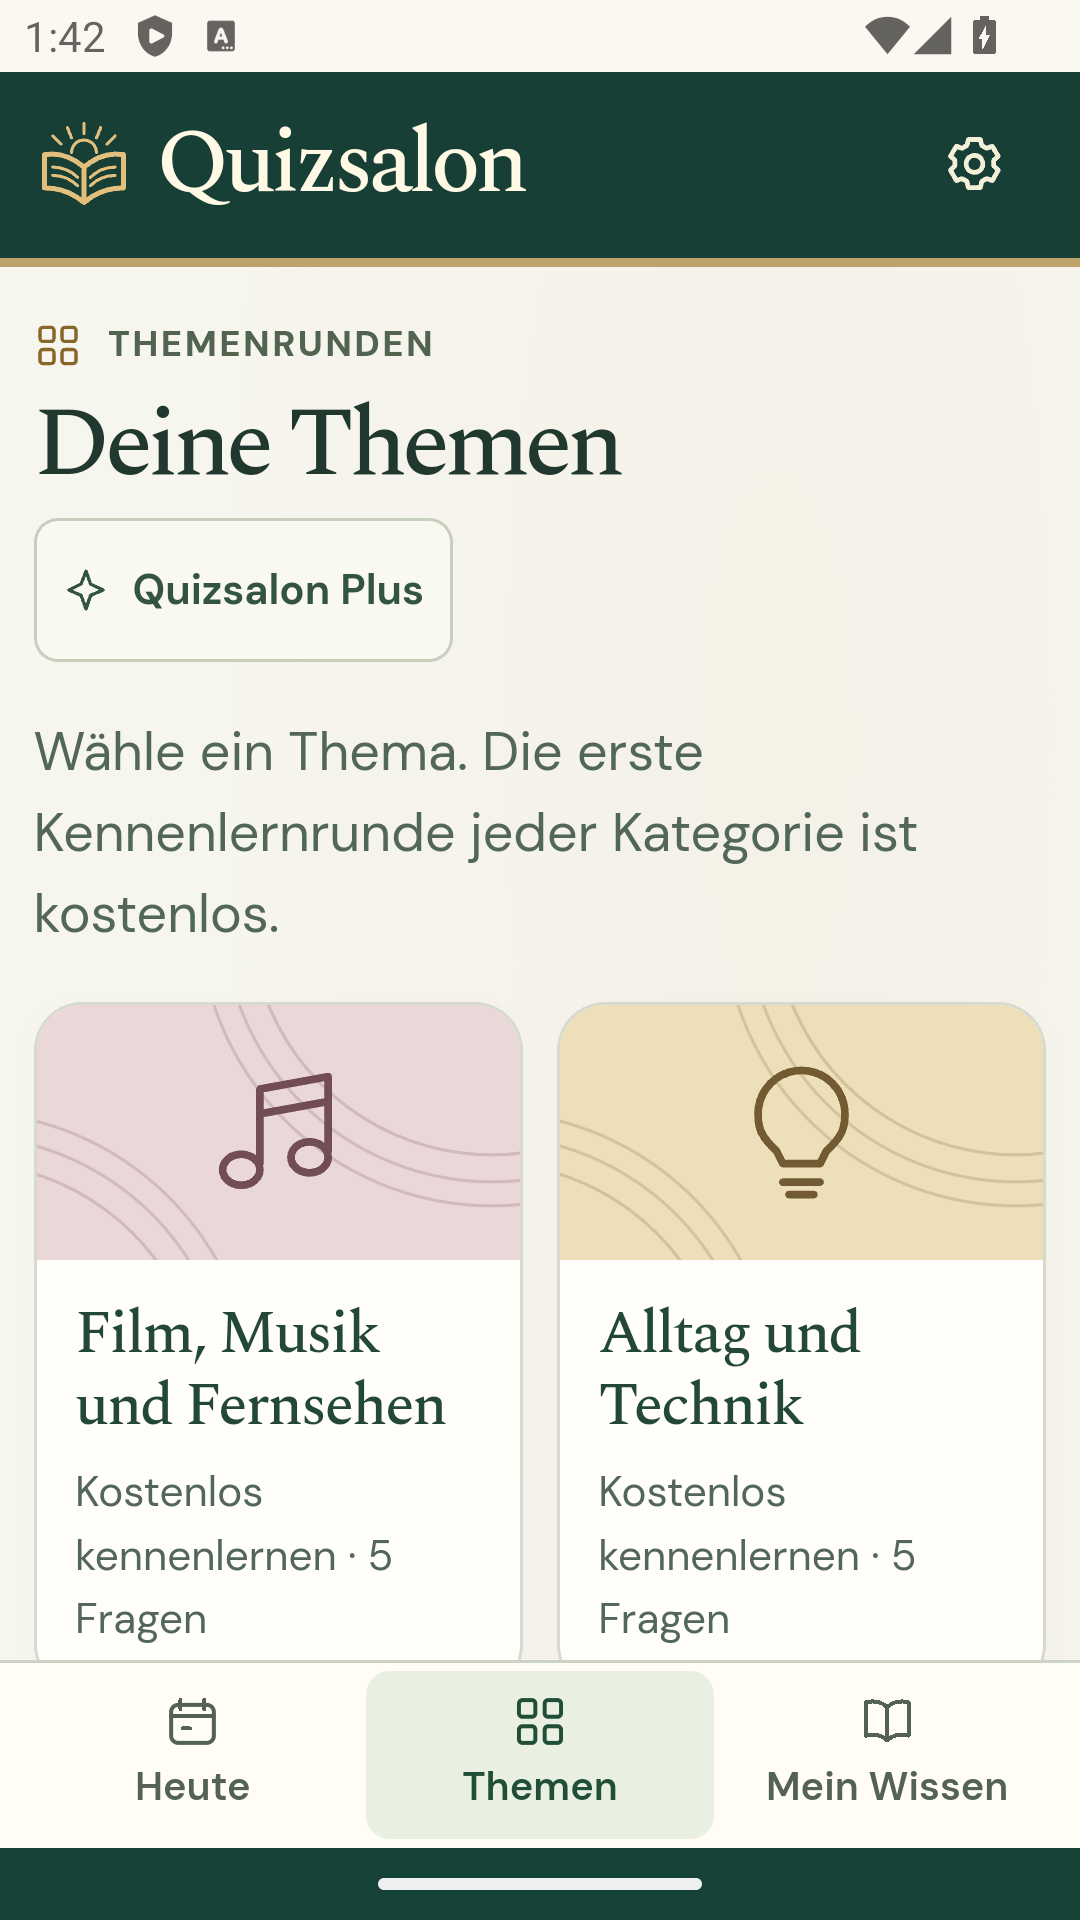 1:42
Quizsalon
THEMENRUNDEN
Deine Themen
Quizsalon Plus
Wähle ein Thema. Die erste
Kennenlernrunde jeder Kategorie ist
kostenlos.
Film, Musik
und Fernsehen
Kostenlos
kennenlernen · 5
Fragen
Alltag und
Technik
Kostenlos
kennenlernen · 5
Fragen
Heute
Themen
Mein Wissen